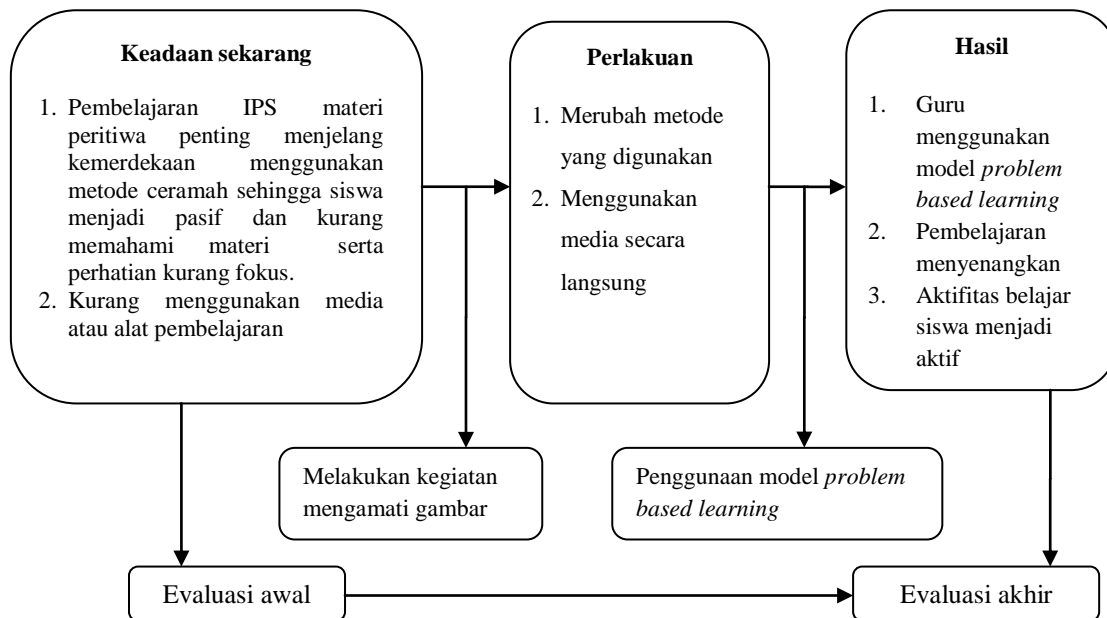 Keadaan sekarang
1. Pembelajaran IPS materi
peritiwa penting menjelang
kemerdekaan menggunakan
metode ceramah sehingga siswa
menjadi pasif dan kurang
memahami materi serta
perhatian kurang fokus.
2. Kurang menggunakan media
atau alat pembelajaran
Perlakuan
1. Merubah metode
yang digunakan
2. Menggunakan
media secara
langsung
Hasil
1. Guru
menggunakan
model problem
based learning
2. Pembelajaran
menyenangkan
3. Aktifitas belajar
siswa menjadi
aktif
Melakukan kegiatan
mengamati gambar
Penggunaan model problem
based learning
Evaluasi awal
Evaluasi akhir